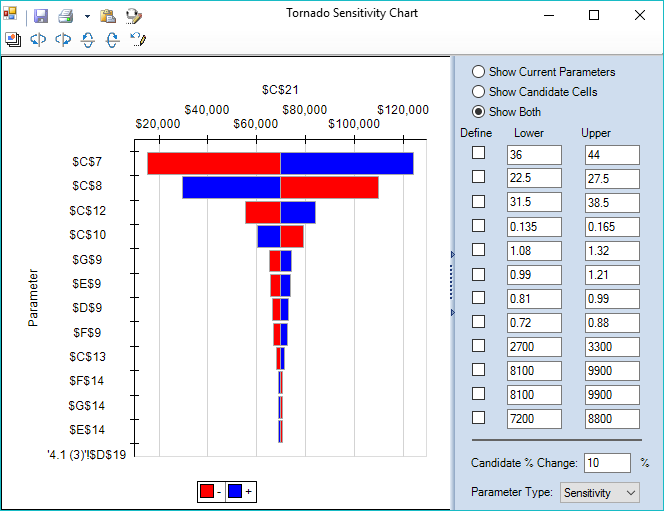 Tornado Sensitivity Chart
$C$21
$40,000 $80,000 $120,000
$20,000 $60,000 $100,000
Parameter
$C$7
$C$8
$C$12
$C$10
$G$9
$E$9
$D$9
$F$9
$C$13
$F$14
$G$14
$E$14
'4.1 (3)'!$D$19
- +
Show Current Parameters
Show Candidate Cells
Show Both
Define Lower Upper
36 44
22.5 27.5
31.5 38.5
0.135 0.165
1.08 1.32
0.99 1.21
0.81 0.99
0.72 0.88
2700 3300
8100 9900
8100 9900
7200 8800
Candidate % Change: 10 %
Parameter Type: Sensitivity